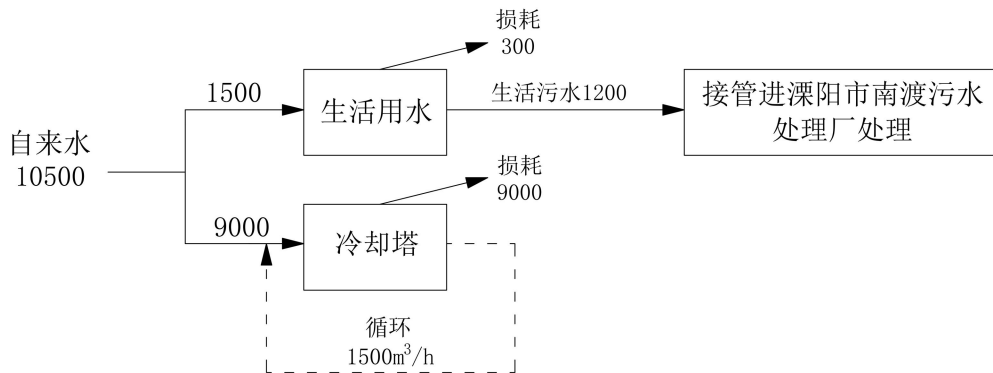 自来水
10500
1500
生活用水
损耗
300
生活污水1200
接管进溧阳市南渡污水
处理厂处理
9000
冷却塔
损耗
9000
循环
1500m³/h